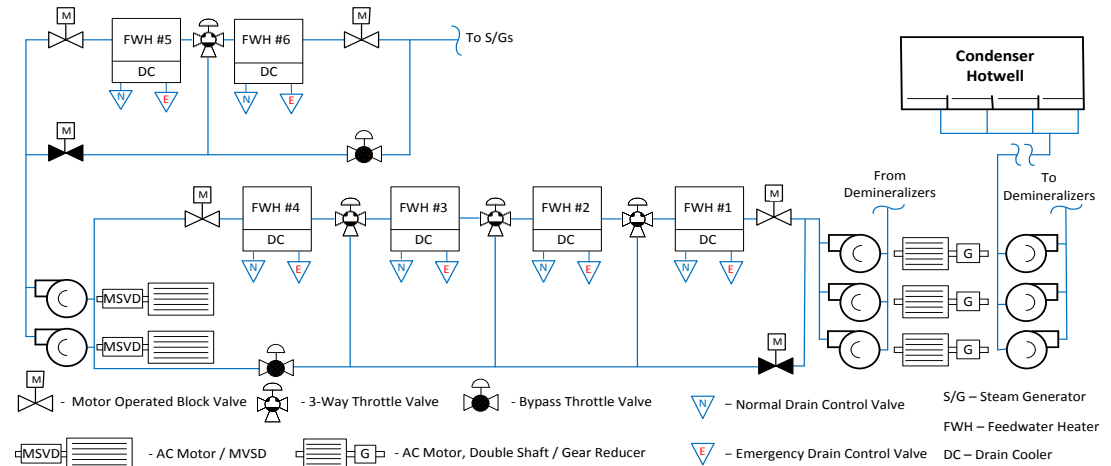 M
M
FWH #5
FWH #6
To S/Gs
DC
DC
N
E
N
E
M
Condenser
Hotwell
From
Demineralizers
To
Demineralizers
M
M
FWH #4
FWH #3
FWH #2
FWH #1
DC
DC
DC
DC
N
E
N
E
N
E
N
E
G
G
G
MSVD
MSVD
M
M
- Motor Operated Block Valve
- 3-Way Throttle Valve
- Bypass Throttle Valve
N
– Normal Drain Control Valve
S/G – Steam Generator
FWH – Feedwater Heater
MSVD
- AC Motor / MVSD
G
- AC Motor, Double Shaft / Gear Reducer
E
– Emergency Drain Control Valve
DC – Drain Cooler